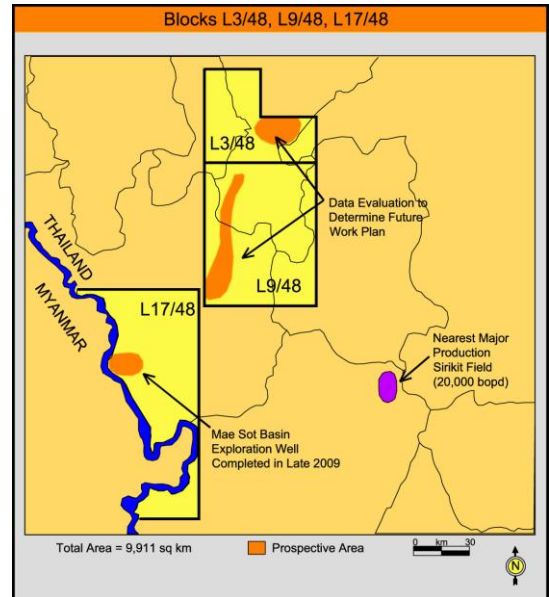 Blocks L3/48, L9/48, L17/48
L3/48
Data Evaluation to
Determine Future
Work Plan
THAILAND
MYANMAR
L9/48
L17/48
Nearest Major
Production
Sirikit Field
(20,000 bopd)
Mae Sot Basin
Exploration Well
Completed in Late 2009
Total Area = 9,911 sq km
Prospective Area
0 km 30
N